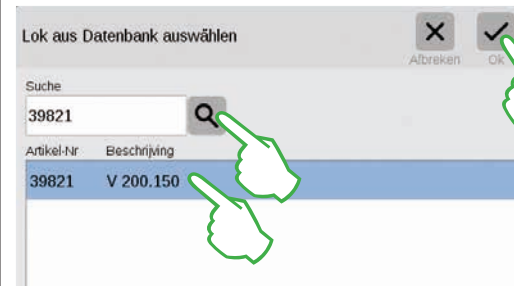 Lok aus Datenbank auswählen
Afbreken Ok
Suche
39821
Artikel-Nr Beschrijving
39821 V 200.150